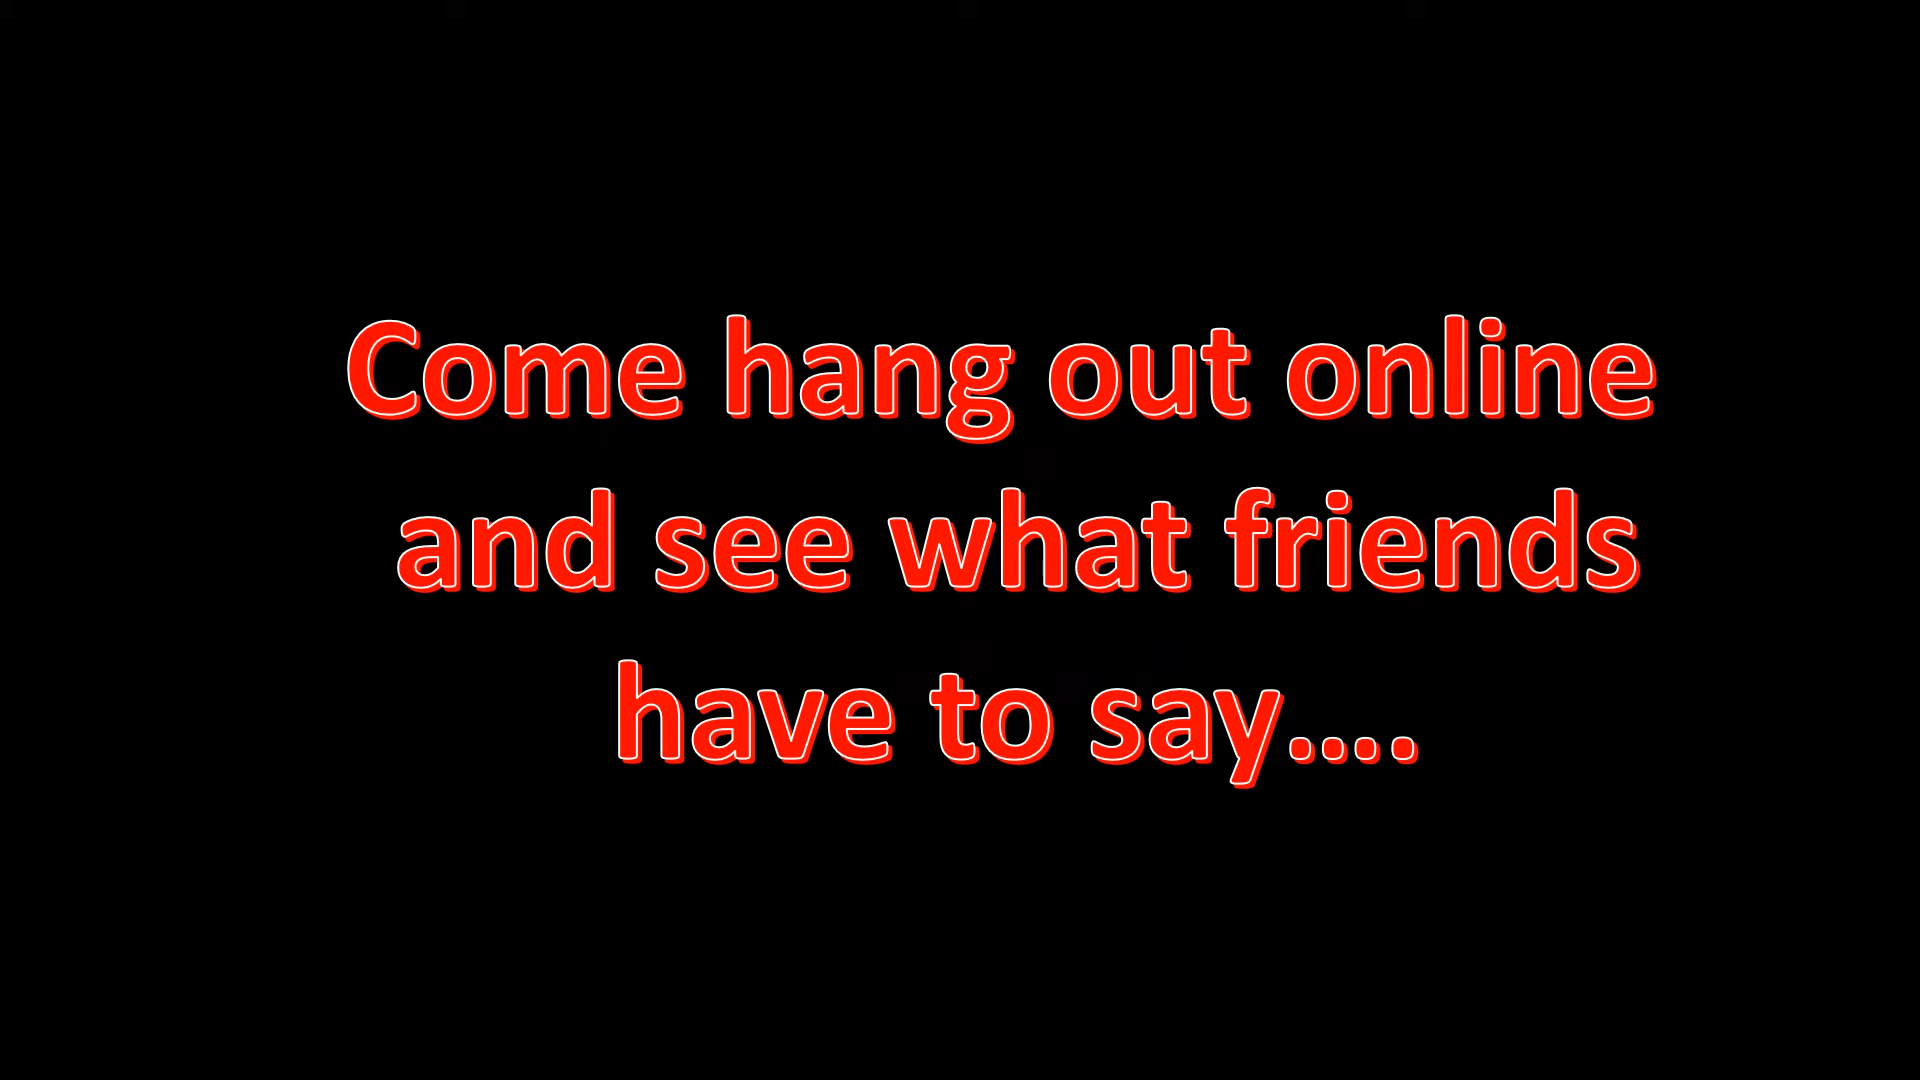 Come hang out online
and see what friends
have to say....